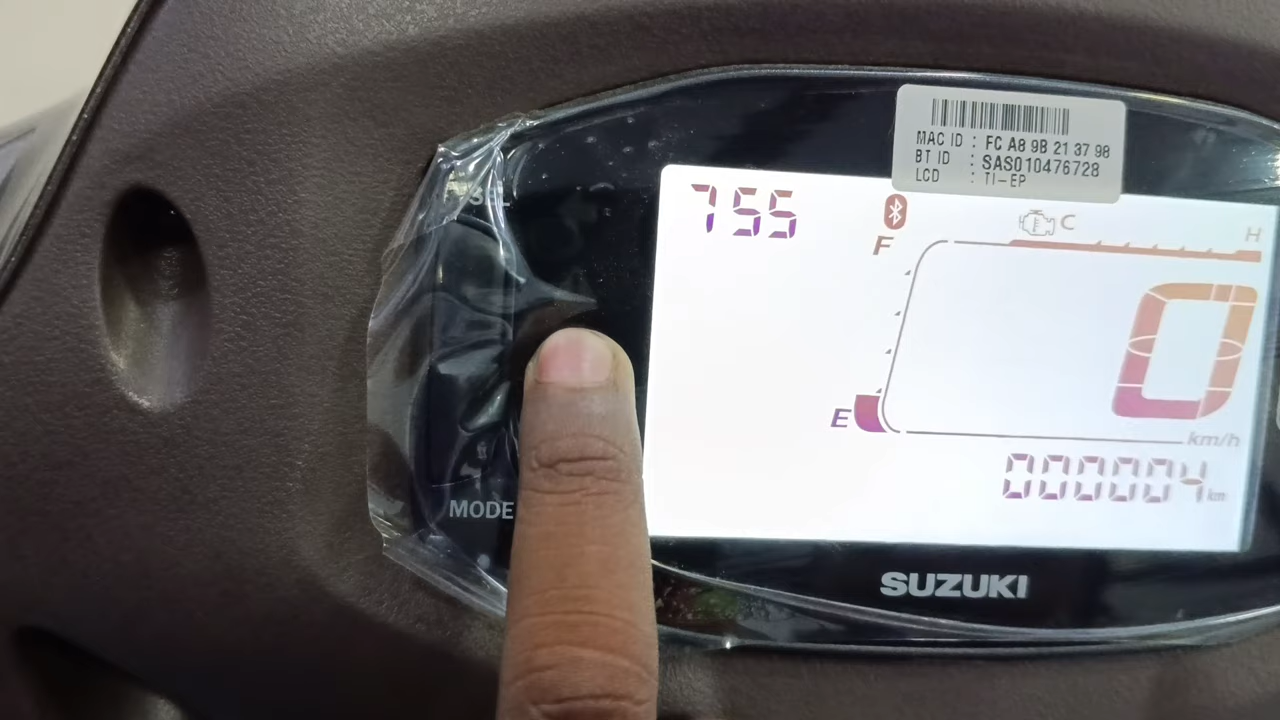 MAC ID : FC A8 9B 21 37 98
BT ID : SAS010476728
LCD : TI-EP
755
F
C
H
0
E
km/h
000004 km
MODE
SUZUKI